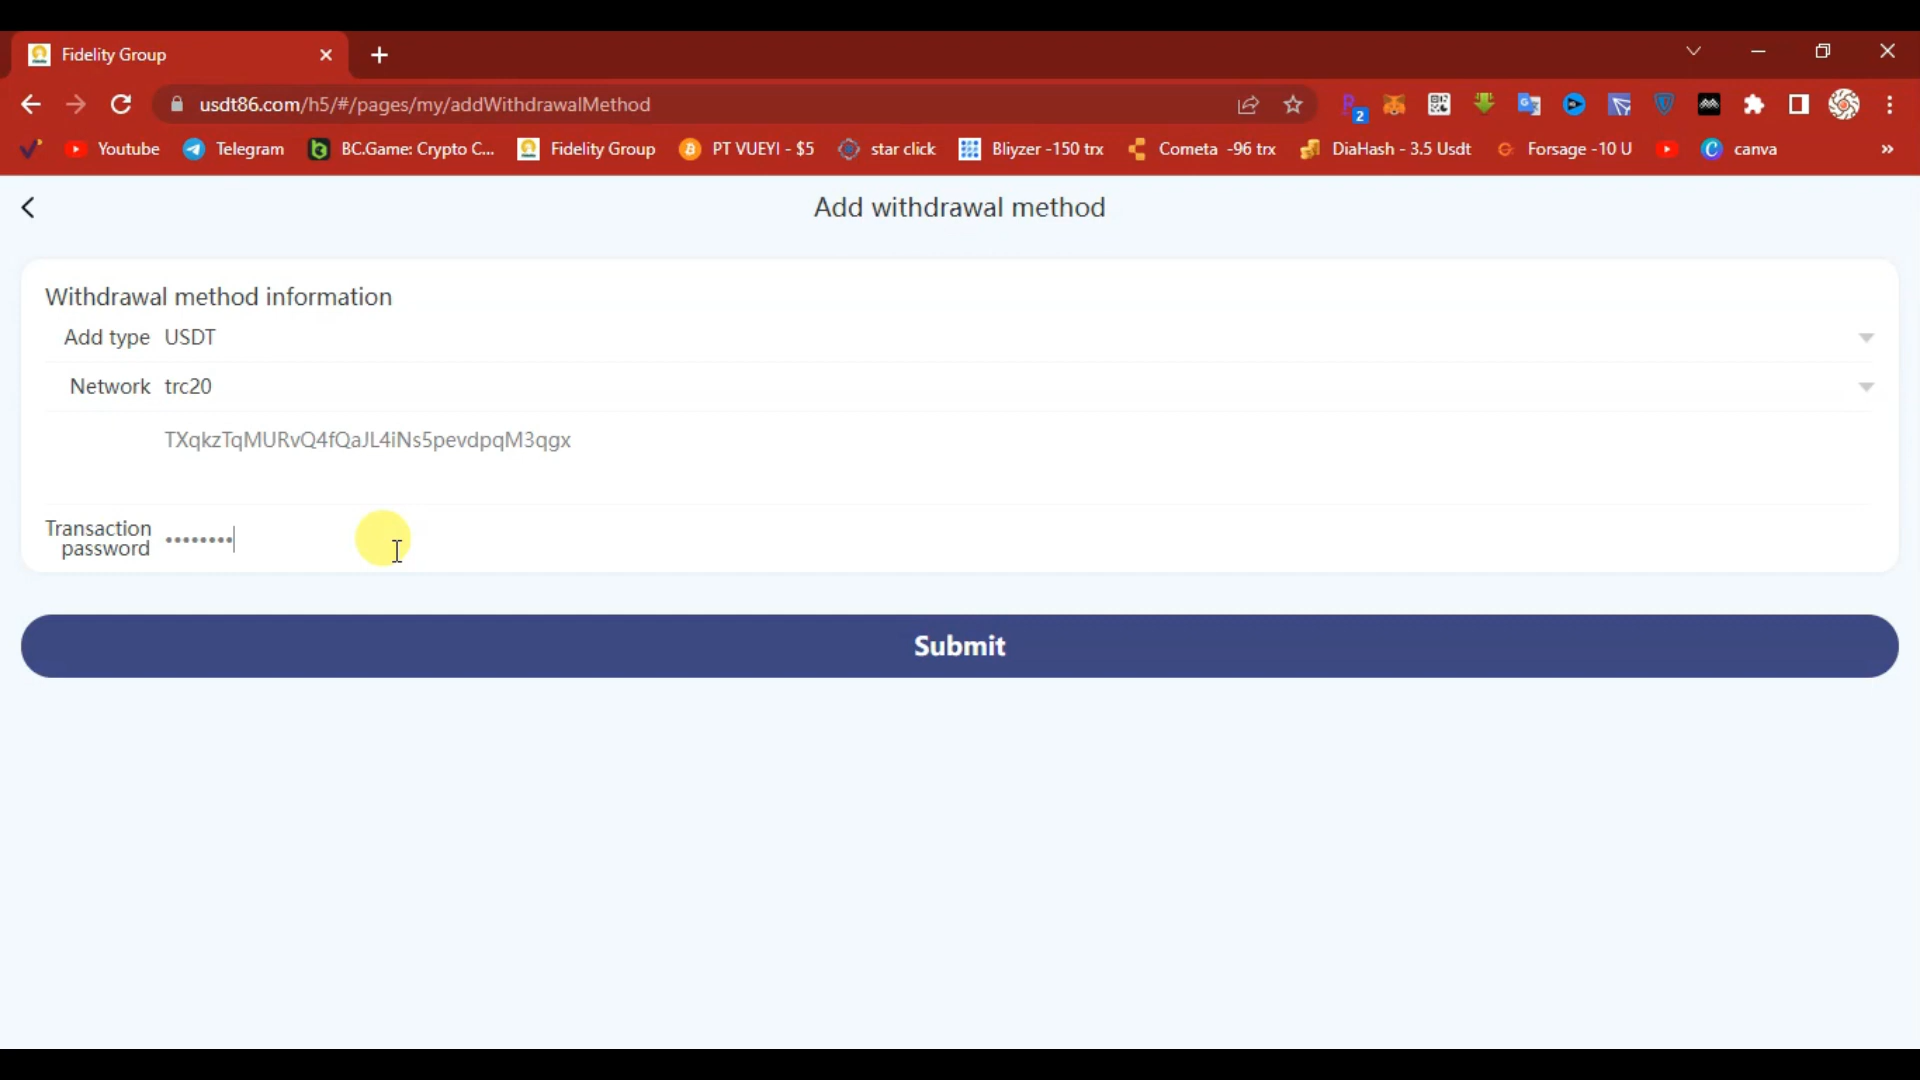 Fidelity Group
usdt86.com/h5/#/pages/my/addWithdrawalMethod
2
Youtube Telegram BC.Game: Crypto C... Fidelity Group PT VUEYI - $5 star click Bliyzer -150 trx Cometa -96 trx DiaHash - 3.5 Usdt Forsage -10 U canva
Add withdrawal method
Withdrawal method information
Add type USDT
Network trc20
TXqkzTqMURvQ4fQaJL4iNs5pevdpqM3qgx
Transaction
password ••••••••
Submit